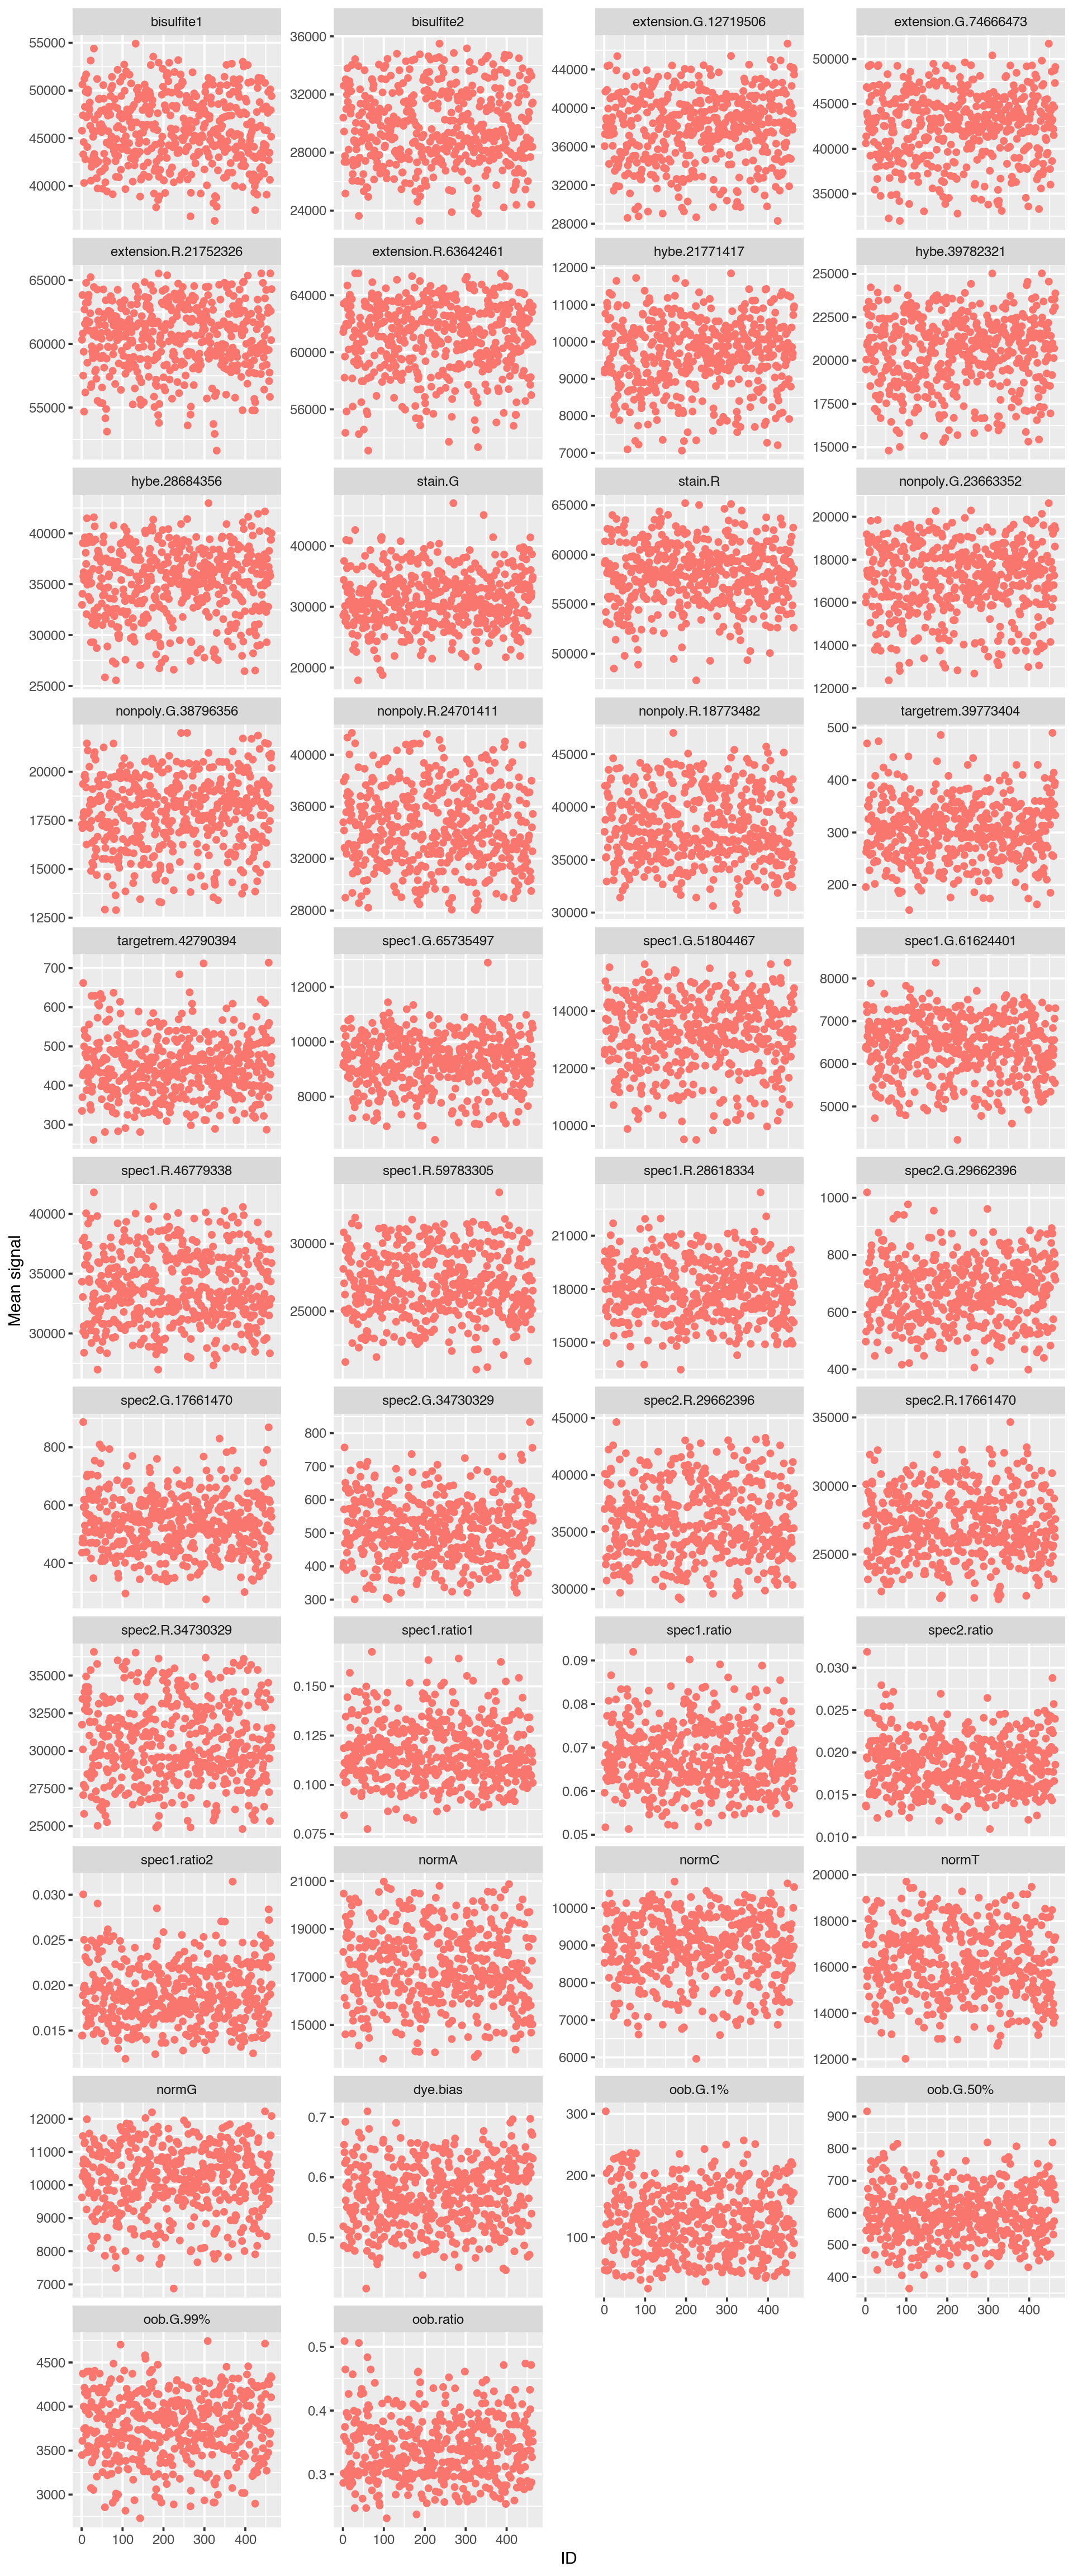 bisulfite1 bisulfite2 extension.G.12719506 extension.G.74666473
55000 50000 45000 40000
36000 32000 28000 24000
44000 40000 36000 32000 28000
50000 45000 40000 35000
extension.R.21752326 extension.R.63642461 hybe.21771417 hybe.39782321
65000 60000 55000
64000 60000 56000
12000 11000 10000 9000 8000 7000
25000 22500 20000 17500 15000
hybe.28684356 stain.G stain.R nonpoly.G.23663352
40000 35000 30000 25000
40000 30000 20000
65000 60000 55000 50000
20000 18000 16000 14000 12000
nonpoly.G.38796356 nonpoly.R.24701411 nonpoly.R.18773482 targetrem.39773404
20000 17500 15000 12500
40000 36000 32000 28000
45000 40000 35000 30000
500 400 300 200
targetrem.42790394 spec1.G.65735497 spec1.G.51804467 spec1.G.61624401
700 600 500 400 300
12000 10000 8000
14000 12000 10000
8000 7000 6000 5000
spec1.R.46779338 spec1.R.59783305 spec1.R.28618334 spec2.G.29662396
40000 35000 30000
30000 25000
21000 18000 15000
1000 800 600 400
Mean signal
spec2.G.17661470 spec2.G.34730329 spec2.R.29662396 spec2.R.17661470
800 600 400
800 700 600 500 400 300
45000 40000 35000 30000
35000 30000 25000
spec2.R.34730329 spec1.ratio1 spec1.ratio spec2.ratio
35000 32500 30000 27500 25000
0.150 0.125 0.100 0.075
0.09 0.08 0.07 0.06 0.05
0.030 0.025 0.020 0.015 0.010
spec1.ratio2 normA normC normT
0.030 0.025 0.020 0.015
21000 19000 17000 15000
10000 9000 8000 7000 6000
20000 18000 16000 14000 12000
normG dye.bias oob.G.1% oob.G.50%
12000 11000 10000 9000 8000 7000
0.7 0.6 0.5
300 200 100
900 800 700 600 500 400
0 100 200 300 400 0 100 200 300 400
oob.G.99% oob.ratio
4500 4000 3500 3000
0.5 0.4 0.3
0 100 200 300 400 0 100 200 300 400
ID